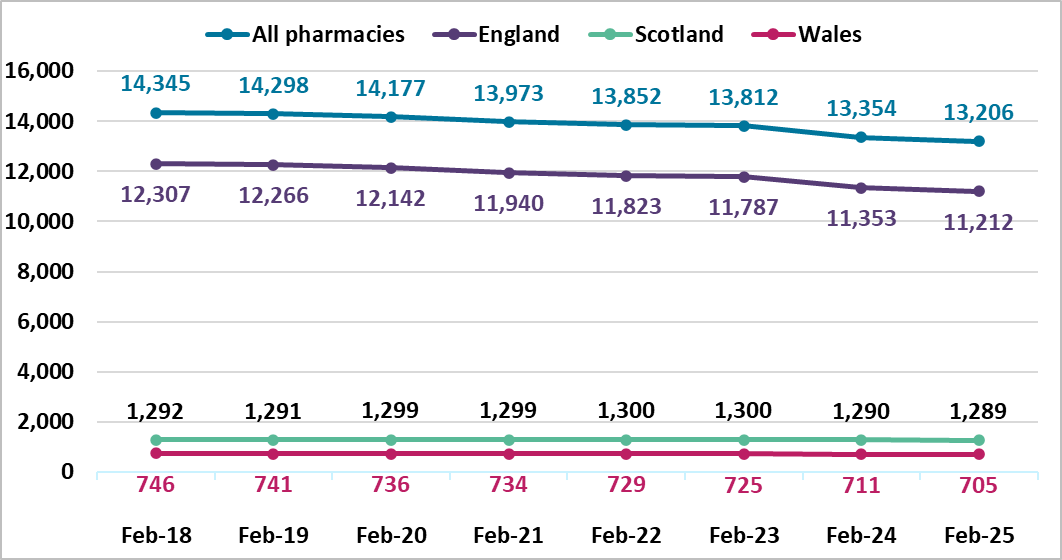 All pharmacies England Scotland Wales
16,000
14,345 14,298 14,177 13,973 13,852 13,812 13,354 13,206
14,000
12,000
12,307 12,266 12,142 11,940 11,823 11,787 11,353 11,212
10,000
8,000
6,000
4,000
1,292 1,291 1,299 1,299 1,300 1,300 1,290 1,289
2,000
0
746 741 736 734 729 725 711 705
Feb-18 Feb-19 Feb-20 Feb-21 Feb-22 Feb-23 Feb-24 Feb-25